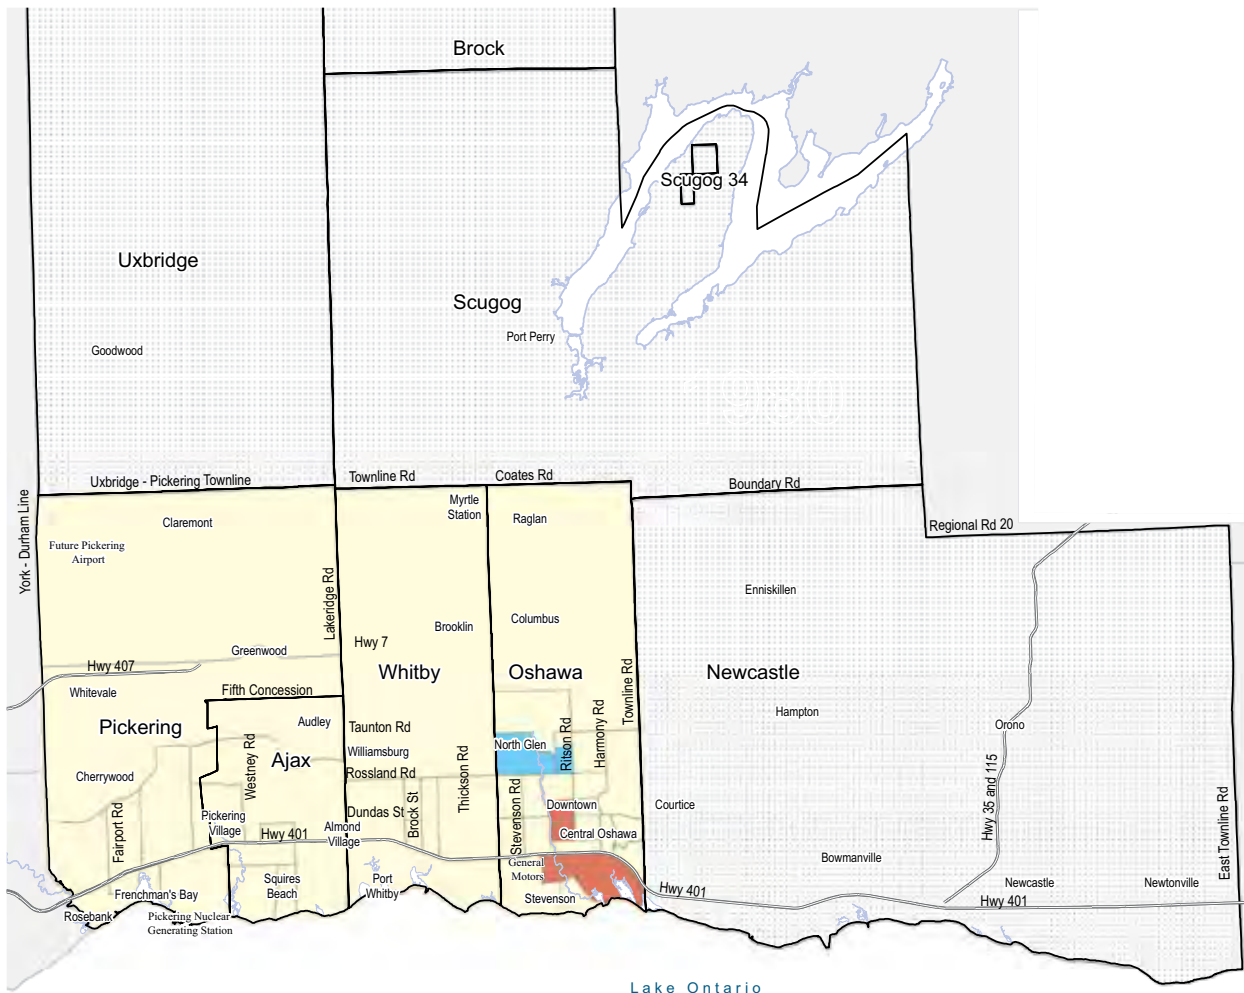 Brock
Scugog 34
Uxbridge
Scugog
Port Perry
Goodwood
Uxbridge - Pickering Townline
Townline Rd
Coates Rd
Boundary Rd
York - Durham Line
Claremont
Myrtle
Station
Raglan
Regional Rd 20
Future Pickering
Airport
Lakeridge Rd
Enniskillen
Brooklin
Columbus
Hwy 7
Greenwood
Hwy 407
Whitby
Oshawa
Townline Rd
Newcastle
Whitevale
Fifth Concession
Pickering
Audley
Taunton Rd
Harmony Rd
Hampton
Orono
North Glen
Ritson Rd
Williamsburg
Westney Rd
Ajax
Rossland Rd
Thickson Rd
Cherrywood
Hwy 35 and 115
Downtown
Courtice
Stevenson Rd
Dundas St
Brock St
East Townline Rd
Pickering
Village
Fairport Rd
Hwy 401
Almond
Village
Central Oshawa
Bowmanville
General
Motors
Squires
Beach
Port
Whitby
Hwy 401
Newcastle
Newtonville
Frenchman's Bay
Stevenson
Hwy 401
Rosebank
Pickering Nuclear
Generating Station
Lake Ontario